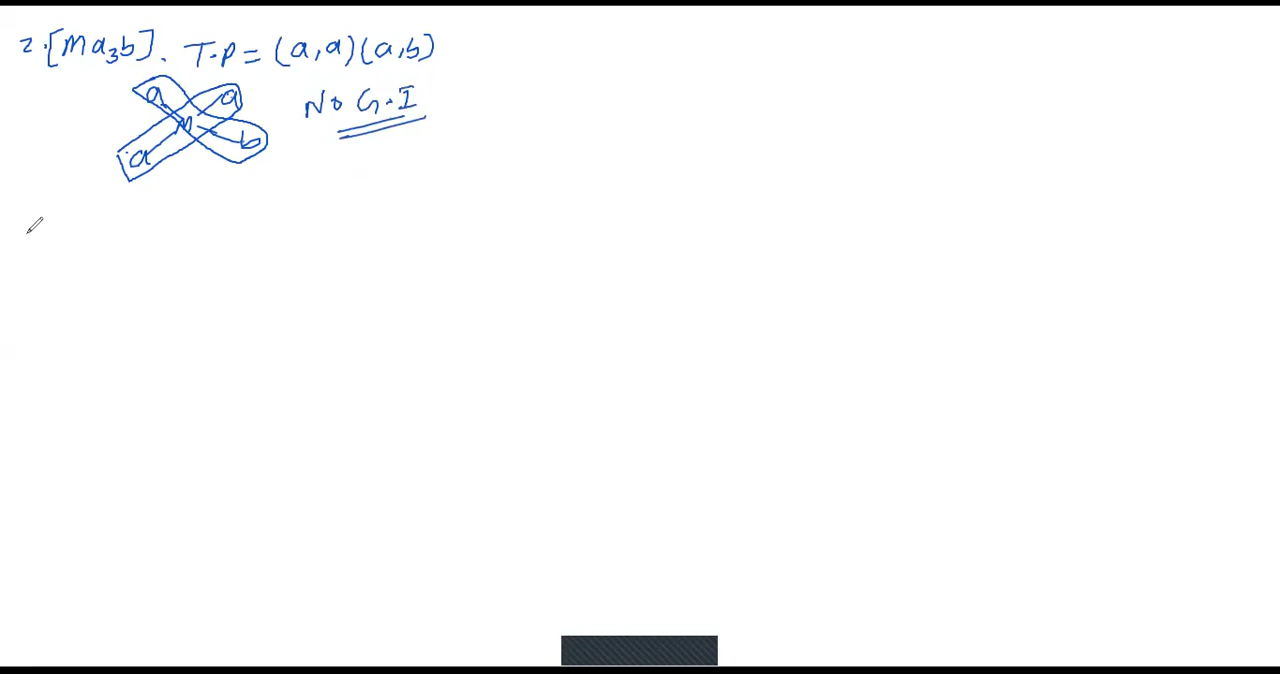 2.[Ma₃b]. T.P = (a,a)(a,b)
a a No G.I
M
a b